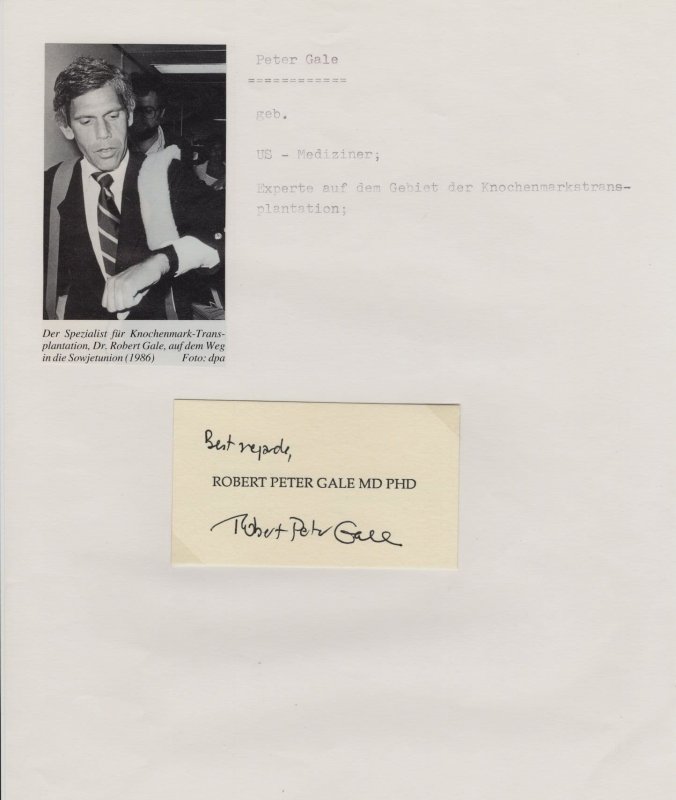 Peter Gale
============
geb.
US - Mediziner;
Experte auf dem Gebiet der Knochenmarkstrans-
plantation;
Der Spezialist für Knochenmark-Trans-
plantation, Dr. Robert Gale, auf dem Weg
in die Sowjetunion (1986) Foto: dpa
Best regards,
ROBERT PETER GALE MD PHD
Robert Peter Gale